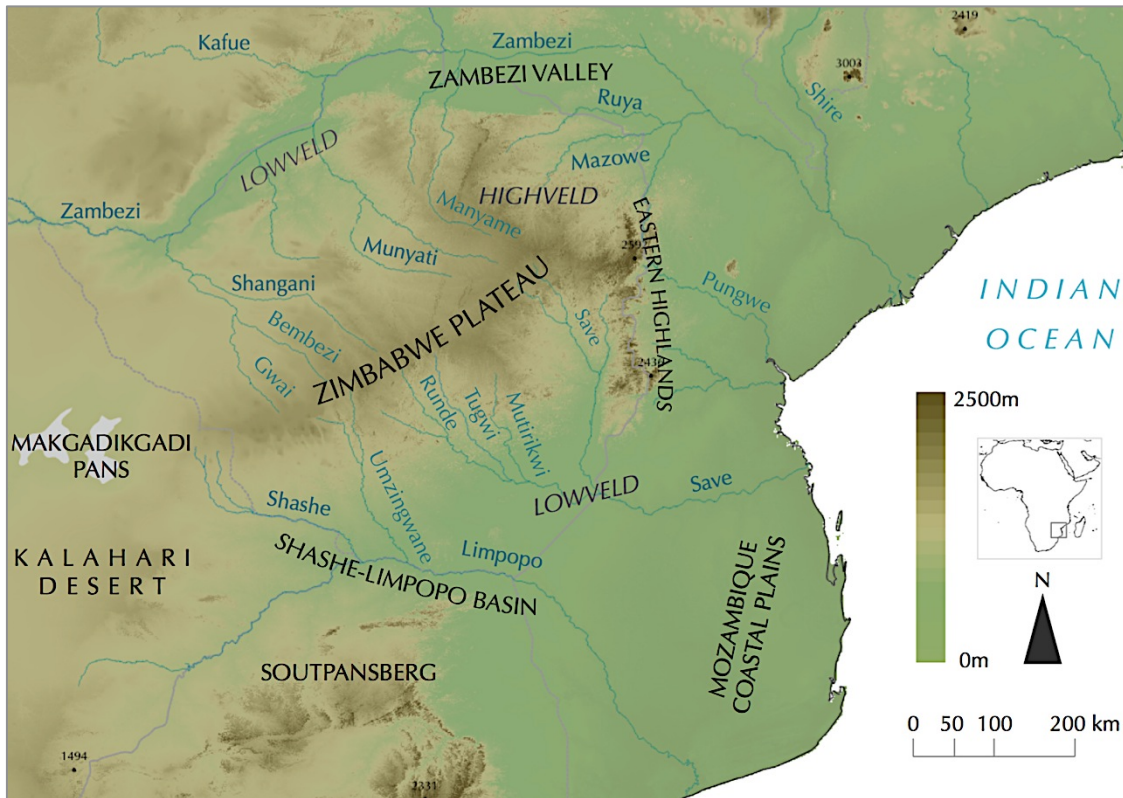 2419
Kafue
Zambezi
3003
ZAMBEZI VALLEY
Ruya
Shire
LOWVELD
Mazowe
HIGHVELD
Zambezi
Manyame
EASTERN HIGHLANDS
Munyati
Shangani
Pungwe
INDIAN
OCEAN
Save
Bembezi
ZIMBABWE PLATEAU
Gwai
Runde
Tugwi
Mutirikwi
2500m
MAKGADIKGADI
PANS
Umzingwane
LOWVELD
Save
Shashe
Limpopo
KALAHARI
DESERT
SHASHE-LIMPOPO BASIN
MOZAMBIQUE
COASTAL PLAINS
N
SOUTPANSBERG
0m
0 50 100 200 km
1494
2331